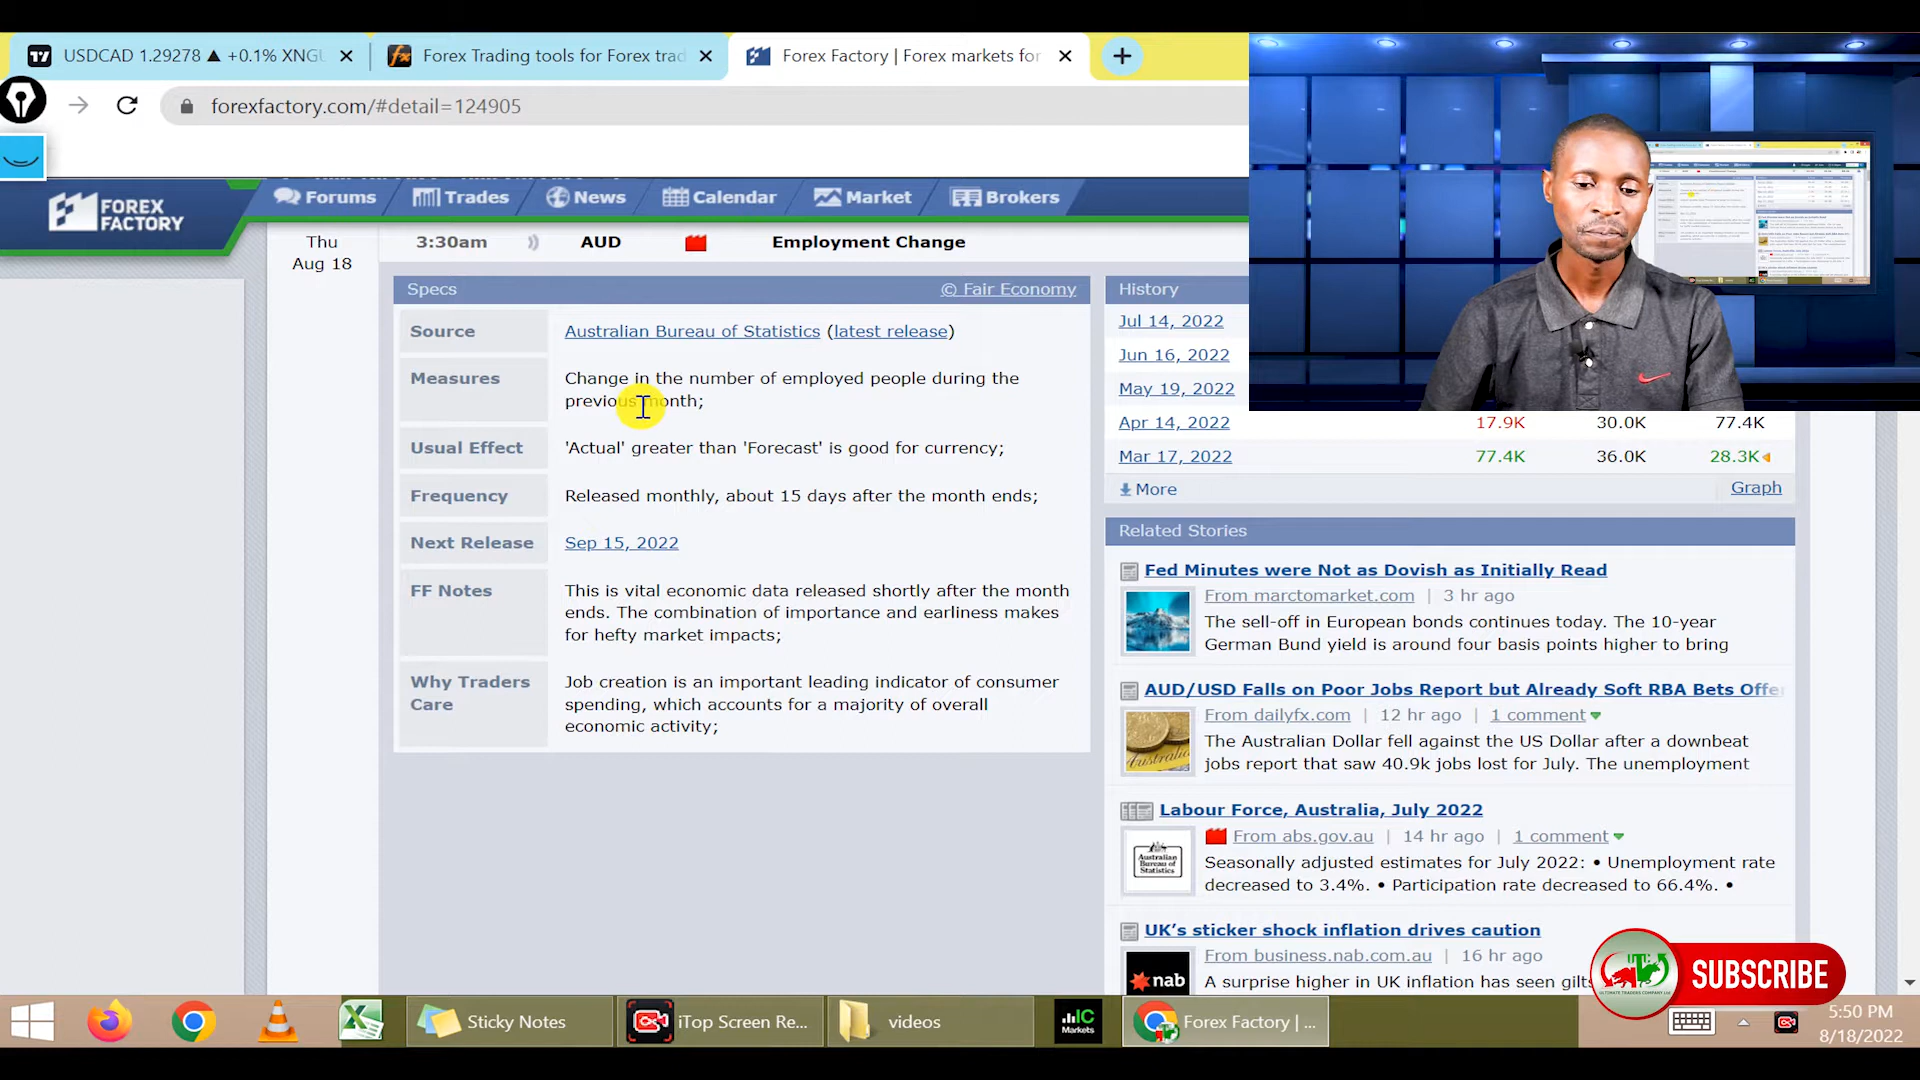 USDCAD 1.29278 ▲ +0.1% XNGU
Forex Trading tools for Forex trad
Forex Factory | Forex markets for
forexfactory.com/#detail=124905
FOREX FACTORY
Forums
Trades
News
Calendar
Market
Brokers
Thu
Aug 18
3:30am
AUD
Employment Change
Specs
© Fair Economy
Source
Australian Bureau of Statistics (latest release)
Measures
Change in the number of employed people during the
previous month;
Usual Effect
'Actual' greater than 'Forecast' is good for currency;
Frequency
Released monthly, about 15 days after the month ends;
Next Release
Sep 15, 2022
FF Notes
This is vital economic data released shortly after the month
ends. The combination of importance and earliness makes
for hefty market impacts;
Why Traders
Care
Job creation is an important leading indicator of consumer
spending, which accounts for a majority of overall
economic activity;
History
Jul 14, 2022
Jun 16, 2022
May 19, 2022
Apr 14, 2022 17.9K 30.0K 77.4K
Mar 17, 2022 77.4K 36.0K 28.3K
More
Graph
Related Stories
Fed Minutes were Not as Dovish as Initially Read
From marctomarket.com | 3 hr ago
The sell-off in European bonds continues today. The 10-year
German Bund yield is around four basis points higher to bring
AUD/USD Falls on Poor Jobs Report but Already Soft RBA Bets Offe
From dailyfx.com | 12 hr ago | 1 comment
The Australian Dollar fell against the US Dollar after a downbeat
jobs report that saw 40.9k jobs lost for July. The unemployment
Labour Force, Australia, July 2022
From abs.gov.au | 14 hr ago | 1 comment
Australian
Bureau of
Statistics
Seasonally adjusted estimates for July 2022: • Unemployment rate
decreased to 3.4%. • Participation rate decreased to 66.4%. •
UK's sticker shock inflation drives caution
From business.nab.com.au | 16 hr ago
nab
A surprise higher in UK inflation has seen gilts
SUBSCRIBE
Sticky Notes
iTop Screen Re...
videos
IC
Markets
Forex Factory | ...
5:50 PM
8/18/2022